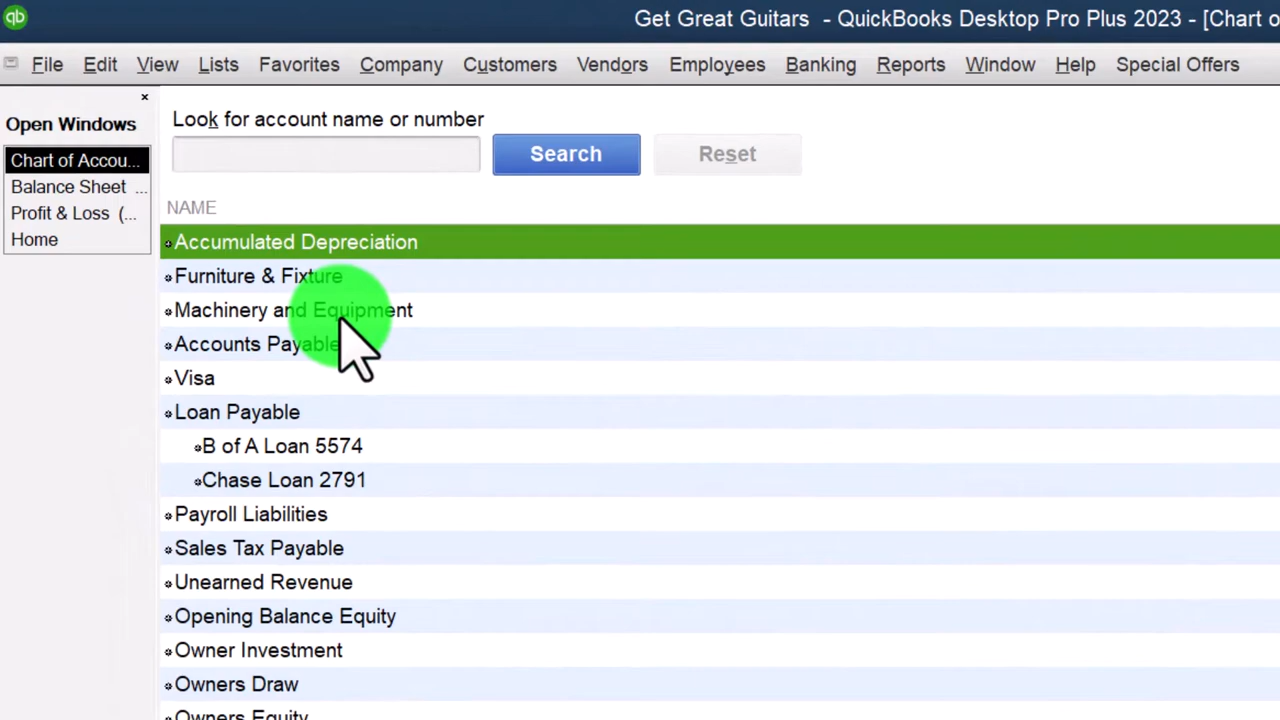 qb
Get Great Guitars - QuickBooks Desktop Pro Plus 2023 - [Chart o
File Edit View Lists Favorites Company Customers Vendors Employees Banking Reports Window Help Special Offers
Open Windows
Chart of Accou...
Balance Sheet ...
Profit & Loss (...
Home
Look for account name or number
Search Reset
NAME
Accumulated Depreciation
Furniture & Fixture
Machinery and Equipment
Accounts Payable
Visa
Loan Payable
B of A Loan 5574
Chase Loan 2791
Payroll Liabilities
Sales Tax Payable
Unearned Revenue
Opening Balance Equity
Owner Investment
Owners Draw
Owners Equity